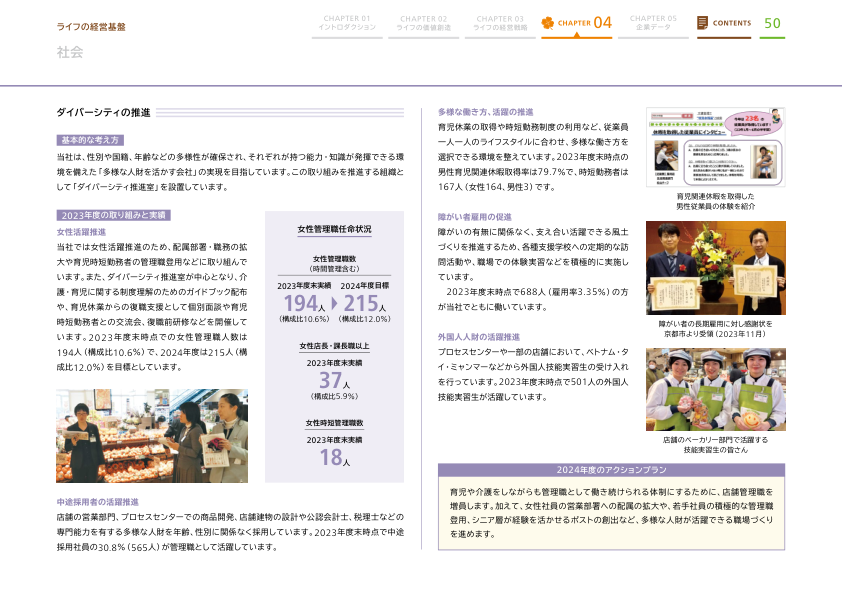 ライフの経営基盤
社会
CHAPTER 01
イントロダクション
CHAPTER 02
ライフの価値創造
CHAPTER 03
ライフの経営戦略
CHAPTER 04
CHAPTER 05
企業データ
CONTENTS
50
ダイバーシティの推進
基本的な考え方
当社は、性別や国籍、年齢などの多様性が確保され、それぞれが持つ能力・知識が発揮できる環
境を備えた「多様な人財を活かす会社」の実現を目指しています。この取り組みを推進する組織と
して「ダイバーシティ推進室」を設置しています。
2023年度の取り組みと実績
女性活躍推進
当社では女性活躍推進のため、配属部署・職務の拡
大や育児時短勤務者の管理職登用などに取り組んで
います。また、ダイバーシティ推進室が中心となり、介
護・育児に関する制度理解のためのガイドブック配布
や、育児休業からの復職支援として個別面談や育児
時短勤務者との交流会、復職前研修などを開催して
います。2023年度末時点での女性管理職人数は
194人（構成比10.6%）で、2024年度は215人（構
成比12.0%）を目標としています。
女性管理職任命状況
女性管理職数
（時間管理含む）
2023年度末実績 2024年度目標
194人 215人
（構成比10.6%） （構成比12.0%）
女性店長・課長職以上
2023年度末実績
37人
（構成比5.9%）
女性時短管理職数
2023年度末実績
18人
中途採用者の活躍推進
店舗の営業部門、プロセスセンターでの商品開発、店舗建物の設計や公認会計士、税理士などの
専門能力を有する多様な人財を年齢、性別に関係なく採用しています。2023年度末時点で中途
採用社員の30.8%（565人）が管理職として活躍しています。
多様な働き方、活躍の推進
育児休業の取得や時短勤務制度の利用など、従業員
一人一人のライフスタイルに合わせ、多様な働き方を
選択できる環境を整えています。2023年度末時点の
男性育児関連休暇取得率は79.7%で、時短勤務者は
167人（女性164、男性3）です。
障がい者雇用の促進
障がいの有無に関係なく、支え合い活躍できる風土
づくりを推進するため、各種支援学校への定期的な訪
問活動や、職場での体験実習などを積極的に実施し
ています。
2023年度末時点で688人（雇用率3.35%）の方
が当社でともに働いています。
外国人人財の活躍推進
プロセスセンターや一部の店舗において、ベトナム・タ
イ・ミャンマーなどから外国人技能実習生の受け入れ
を行っています。2023年度末時点で501人の外国人
技能実習生が活躍しています。
休暇を取得した従業員にインタビュー
育児関連休暇を取得した
男性従業員の体験を紹介
障がい者の長期雇用に対し感謝状を
京都市より受領（2023年11月）
店舗のベーカリー部門で活躍する
技能実習生の皆さん
2024年度のアクションプラン
育児や介護をしながらも管理職として働き続けられる体制にするために、店舗管理職を
増員します。加えて、女性社員の営業部署への配属の拡大や、若手社員の積極的な管理職
登用、シニア層が経験を活かせるポストの創出など、多様な人財が活躍できる職場づくり
を進めます。